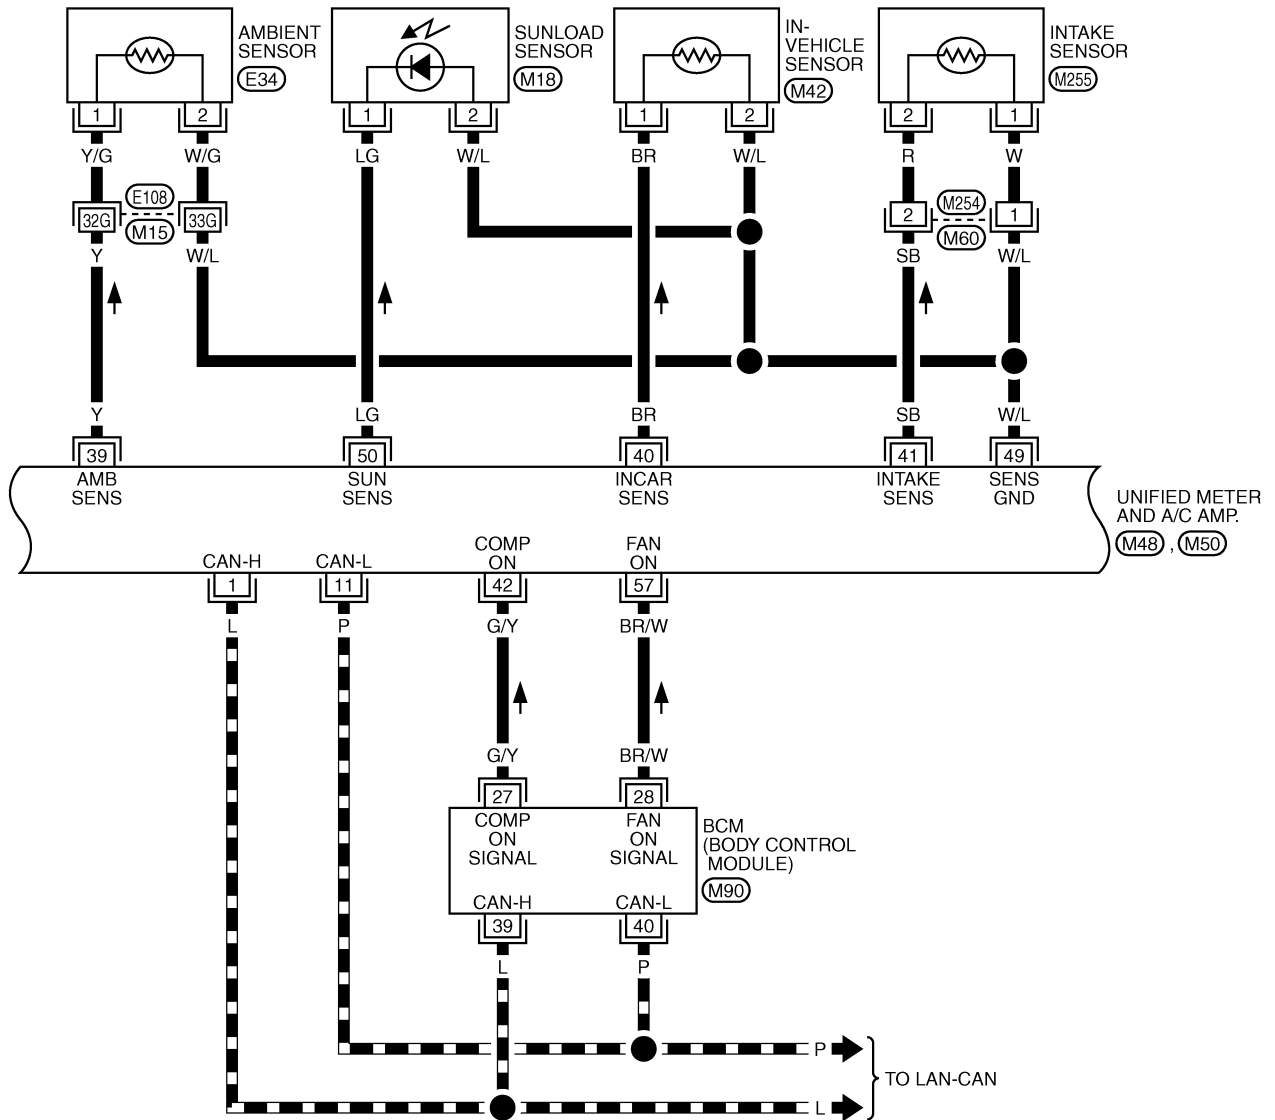 AMBIENT
SENSOR
E34
SUNLOAD
SENSOR
M18
IN-
VEHICLE
SENSOR
M42
INTAKE
SENSOR
M255
1 2 1 2 1 2 2 1
Y/G W/G LG W/L BR W/L R W
E108
M254
32G 33G 2 1
M15
M60
Y W/L SB W/L
Y LG BR SB W/L
39 50 40 41 49
AMB
SENS
SUN
SENS
INCAR
SENS
INTAKE
SENS
SENS
GND
UNIFIED METER
AND A/C AMP.
M48 , M50
CAN-H
CAN-L
COMP
ON
FAN
ON
1 11 42 57
L P G/Y BR/W
G/Y BR/W
27 28
COMP
ON
SIGNAL
FAN
ON
SIGNAL
BCM
(BODY CONTROL
MODULE)
M90
CAN-H CAN-L
39 40
L P
P
TO LAN-CAN
L